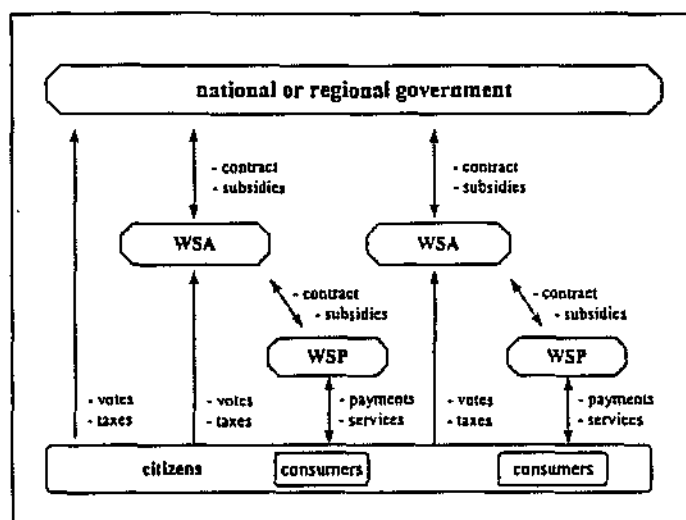 national or regional government
- contract
- subsidies
- contract
- subsidies
WSA
WSA
- contract
- subsidies
- contract
- subsidies
WSP
WSP
- votes
- taxes
- votes
- taxes
- payments
- services
- votes
- taxes
- payments
- services
citizens
consumers
consumers